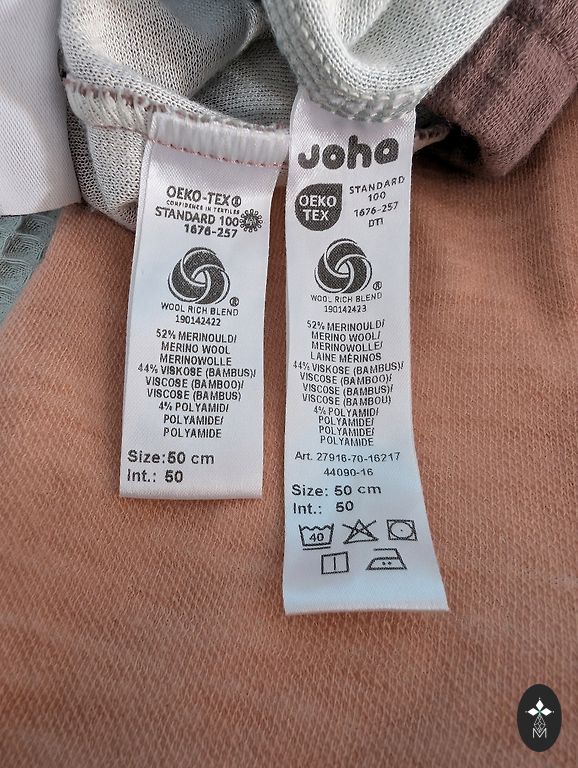 OEKO-TEX®
CONFIDENCE IN TEXTILES
STANDARD 100
1676-257
®
WOOL RICH BLEND
190142422
52% MERINOULD/
MERINO WOOL
MERINOWOLLE
44% VISKOSE (BAMBUS)/
VISCOSE (BAMBOO)/
VISCOSE (BAMBUS)
4% POLYAMID/
POLYAMIDE/
POLYAMIDE
Size:50 cm
Int.: 50
Joha
OEKO
TEX
STANDARD
100
1676-257
DTI
®
WOOL RICH BLEND
190142423
52% MERINOULD/
MERINO WOOL/
MERINOWOLLE/
LAINE MÉRINOS
44% VISKOSE (BAMBUS)/
VISCOSE (BAMBOO)/
VISCOSE (BAMBUS)/
VISCOSE (BAMBOU)
4% POLYAMID/
POLYAMIDE/
POLYAMIDE/
POLYAMIDE
Art. 27916-70-16217
44090-16
Size: 50 cm
Int.: 50
40
M